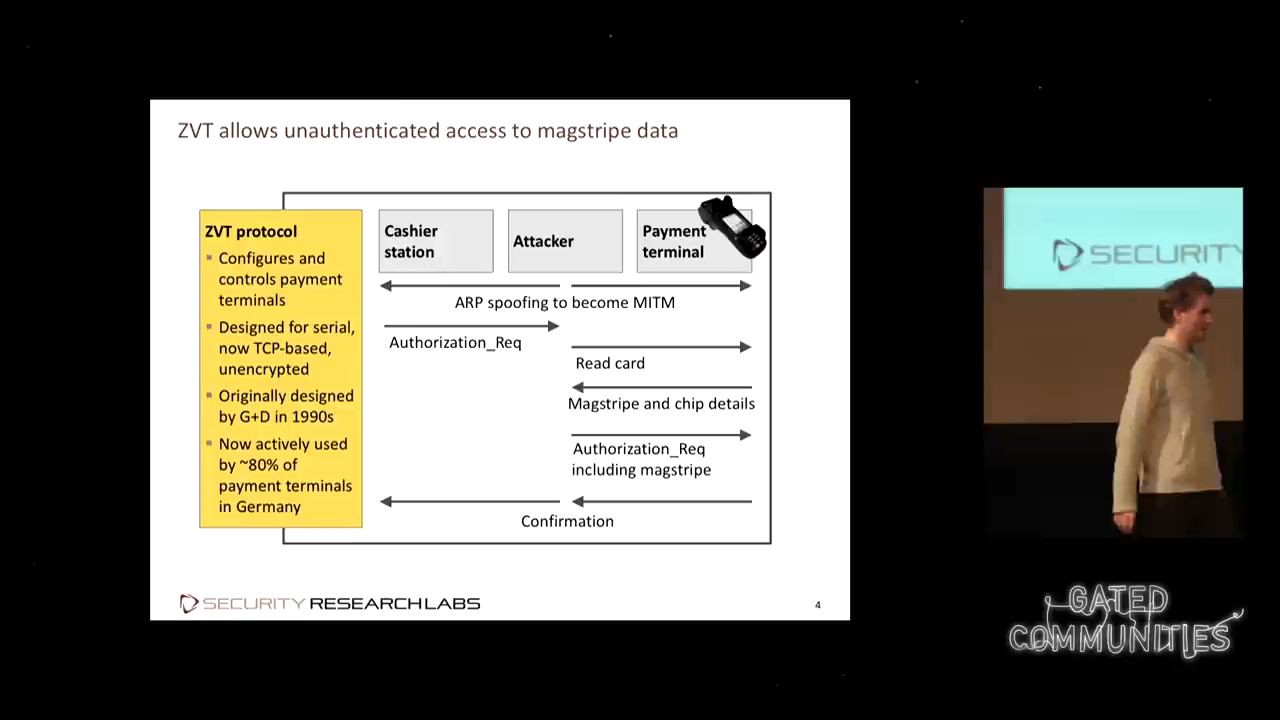 ZVT allows unauthenticated access to magstripe data
ZVT protocol
▪ Configures and
controls payment
terminals
▪ Designed for serial,
now TCP-based,
unencrypted
▪ Originally designed
by G+D in 1990s
▪ Now actively used
by ~80% of
payment terminals
in Germany
Cashier
station
Attacker
Payment
terminal
ARP spoofing to become MITM
Authorization_Req
Read card
Magstripe and chip details
Authorization_Req
including magstripe
Confirmation
SECURITY RESEARCHLABS
4
SECURITY
GATED
COMMUNITIES